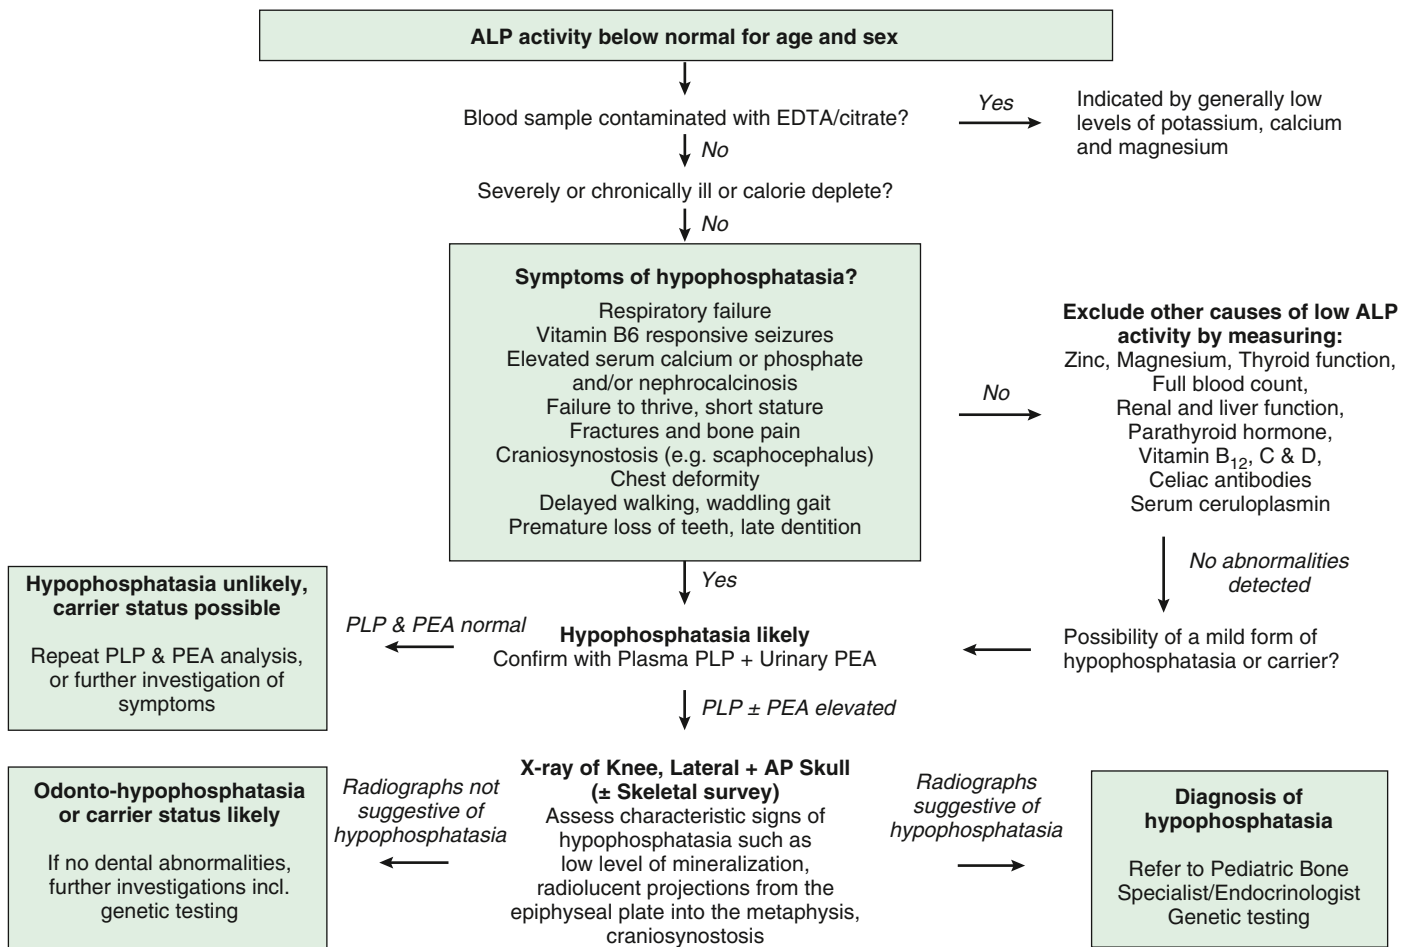 ALP activity below normal for age and sex
Blood sample contaminated with EDTA/citrate?
Yes
Indicated by generally low
levels of potassium, calcium
and magnesium
No
Severely or chronically ill or calorie deplete?
No
Symptoms of hypophosphatasia?
Respiratory failure
Vitamin B6 responsive seizures
Elevated serum calcium or phosphate
and/or nephrocalcinosis
Failure to thrive, short stature
Fractures and bone pain
Craniosynostosis (e.g. scaphocephalus)
Chest deformity
Delayed walking, waddling gait
Premature loss of teeth, late dentition
No
Exclude other causes of low ALP
activity by measuring:
Zinc, Magnesium, Thyroid function,
Full blood count,
Renal and liver function,
Parathyroid hormone,
Vitamin B12, C & D,
Celiac antibodies
Serum ceruloplasmin
No abnormalities
detected
Possibility of a mild form of
hypophosphatasia or carrier?
Yes
Hypophosphatasia likely
Confirm with Plasma PLP + Urinary PEA
PLP & PEA normal
Hypophosphatasia unlikely,
carrier status possible
Repeat PLP & PEA analysis,
or further investigation of
symptoms
PLP ± PEA elevated
X-ray of Knee, Lateral + AP Skull
(± Skeletal survey)
Assess characteristic signs of
hypophosphatasia such as
low level of mineralization,
radiolucent projections from the
epiphyseal plate into the metaphysis,
craniosynostosis
Radiographs not
suggestive of
hypophosphatasia
Odonto-hypophosphatasia
or carrier status likely
If no dental abnormalities,
further investigations incl.
genetic testing
Radiographs
suggestive of
hypophosphatasia
Diagnosis of
hypophosphatasia
Refer to Pediatric Bone
Specialist/Endocrinologist
Genetic testing